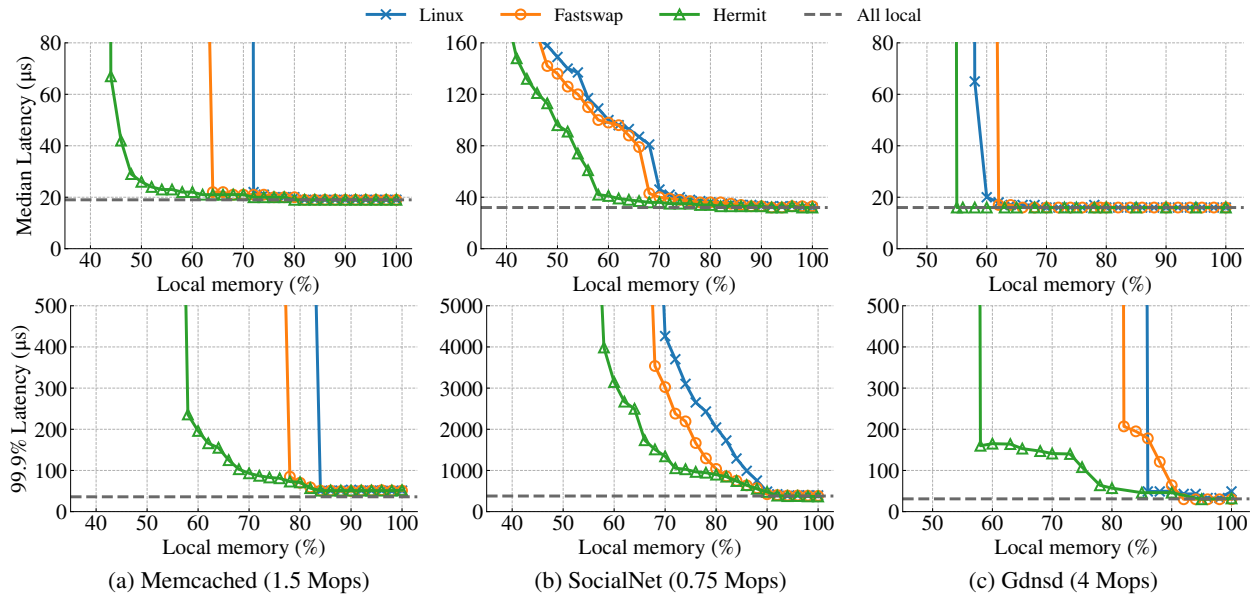 Linux Fastswap Hermit All local
Median Latency (μs)
80
60
40
20
0
40 50 60 70 80 90 100
Local memory (%)
160
120
80
40
0
40 50 60 70 80 90 100
Local memory (%)
80
60
40
20
0
50 60 70 80 90 100
Local memory (%)
99.9% Latency (μs)
500
400
300
200
100
0
40 50 60 70 80 90 100
Local memory (%)
5000
4000
3000
2000
1000
0
40 50 60 70 80 90 100
Local memory (%)
500
400
300
200
100
0
50 60 70 80 90 100
Local memory (%)
(a) Memcached (1.5 Mops)
(b) SocialNet (0.75 Mops)
(c) Gdnsd (4 Mops)